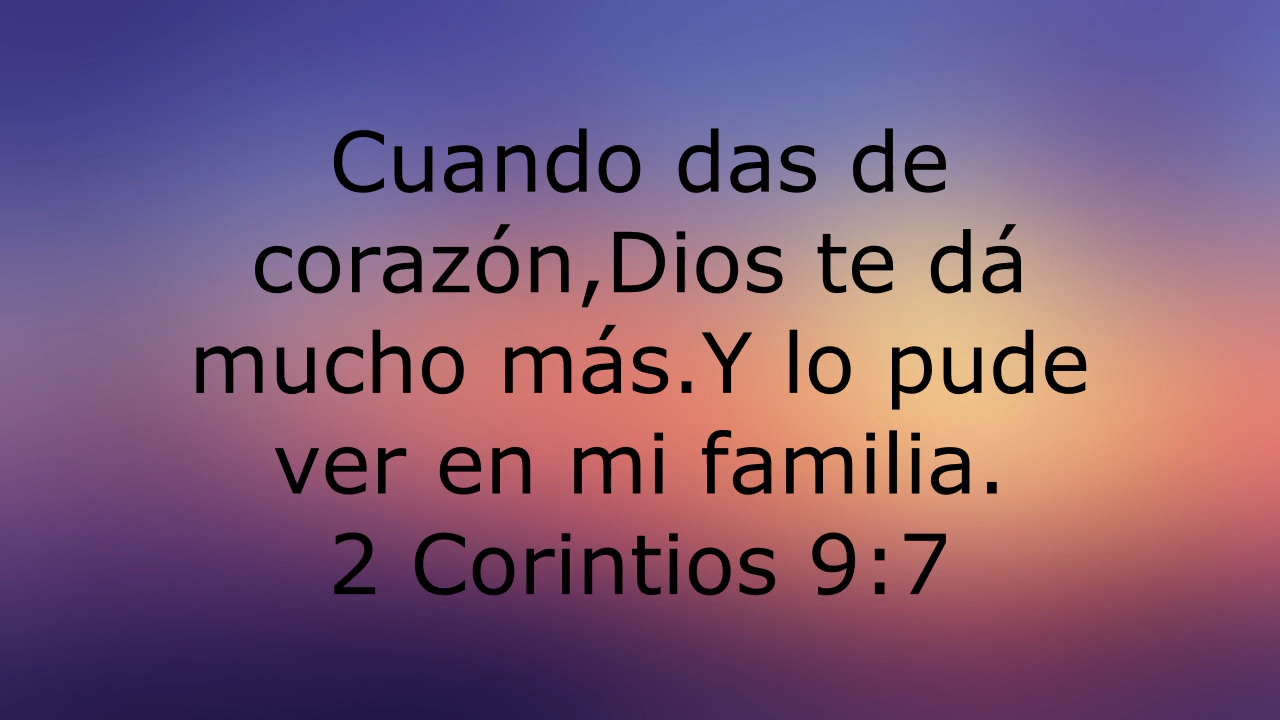 Cuando das de
corazón,Dios te dá
mucho más.Y lo pude
ver en mi familia.
2 Corintios 9:7